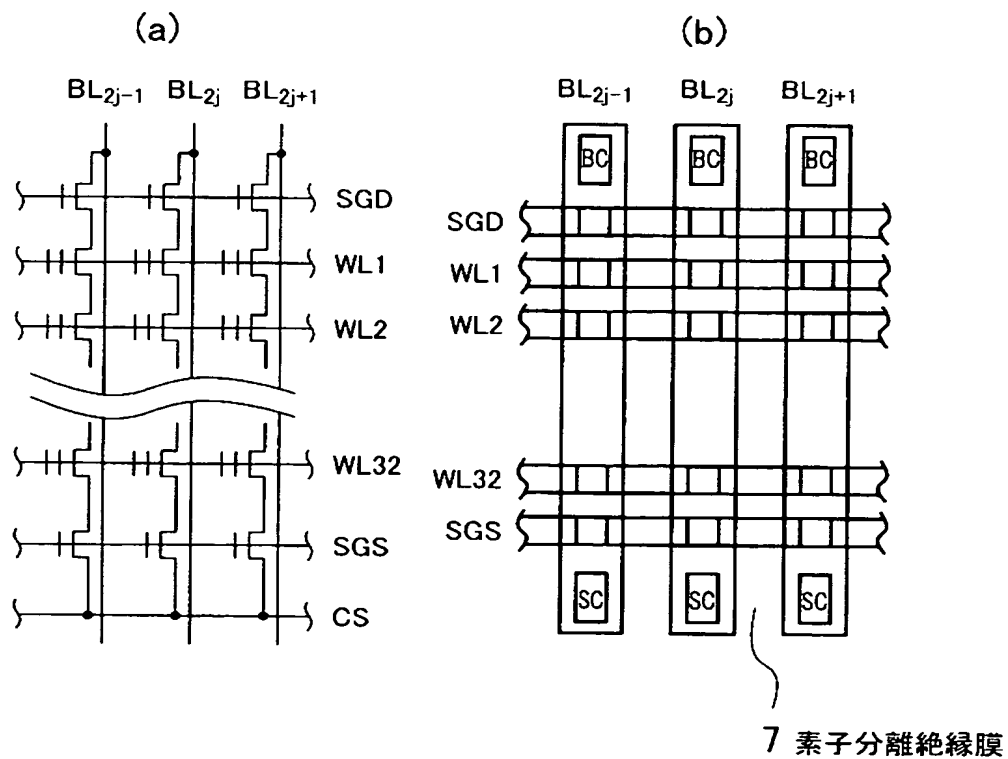 (a)
BL2j-1 BL2j BL2j+1
SGD
WL1
WL2
WL32
SGS
CS
(b)
BL2j-1 BL2j BL2j+1
BC BC BC
SGD
WL1
WL2
WL32
SGS
SC SC SC
7 素子分離絶縁膜